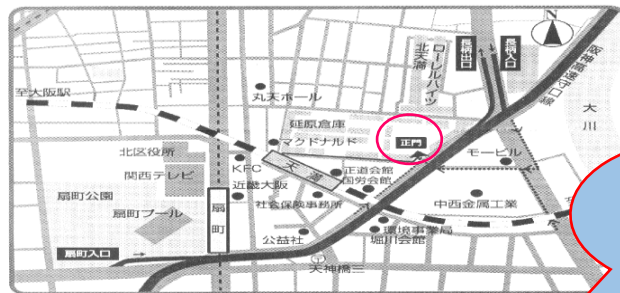 N
至大阪駅
丸天ホール
ローレルハイツ
北天満
長柄出口
長柄入口
阪神高速守口線
大川
延原倉庫
マクドナルド
正門
モービル
北区役所
関西テレビ
KFC
近畿大阪
天満
正道会館
国労会館
社会保険事務所
中西金属工業
扇町公園
扇町プール
扇町
公益社
環境事業局
堀川会館
扇町入口
天神橋三